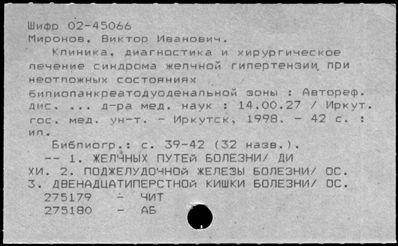 Шифр 02-45066
Миронов, Виктор Иванович.
Клиника, диагностика и хирургическое
лечение синдрома желчной гипертензии при
неотложных состояниях
билиопанкреатодуоденальной зоны : Автореф.
дис. ... д-ра мед. наук : 14.00.27 / Иркут.
гос. мед. ун-т. - Иркутск, 1998. - 42 с. :
ил.
Библиогр.: с. 39-42 (32 назв.).
-- 1. ЖЕЛЧНЫХ ПУТЕЙ БОЛЕЗНИ/ ДИ
ХИ. 2. ПОДЖЕЛУДОЧНОЙ ЖЕЛЕЗЫ БОЛЕЗНИ/ ОС.
3. ДВЕНАДЦАТИПЕРСТНОЙ КИШКИ БОЛЕЗНИ/ ОС.
275179 - ЧИТ
275180 - АБ